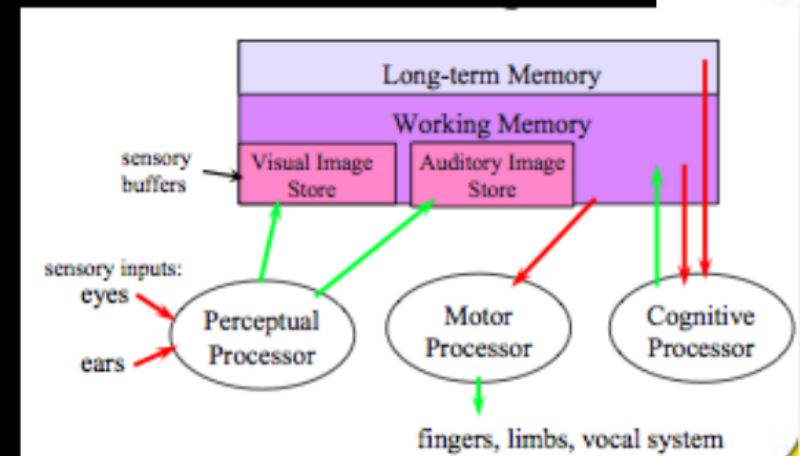 Long-term Memory
Working Memory
sensory
buffers
Visual Image
Store
Auditory Image
Store
sensory inputs:
eyes
ears
Perceptual
Processor
Motor
Processor
Cognitive
Processor
fingers, limbs, vocal system